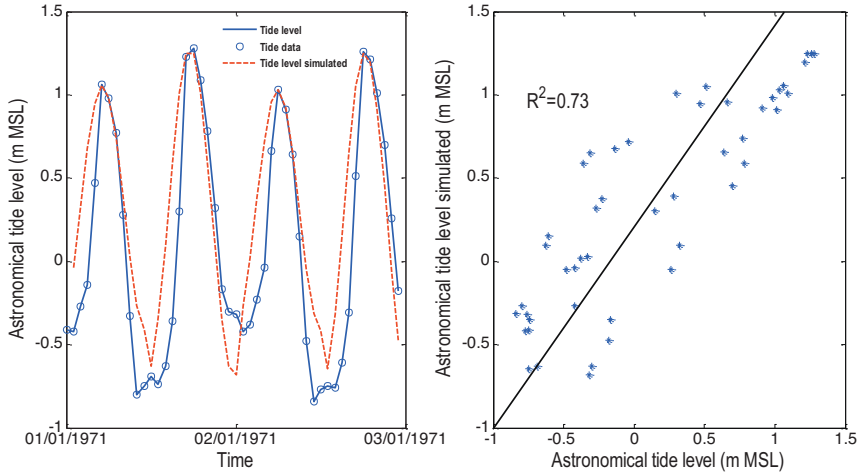 1.5
1
0.5
0
-0.5
-1
01/01/1971
02/01/1971
03/01/1971
Time
Astronomical tide level (m MSL)
Tide level
Tide data
Tide level simulated
1.5
1
0.5
0
-0.5
-1
-1
-0.5
0
0.5
1
1.5
Astronomical tide level (m MSL)
Astronomical tide level simulated (m MSL)
R²=0.73